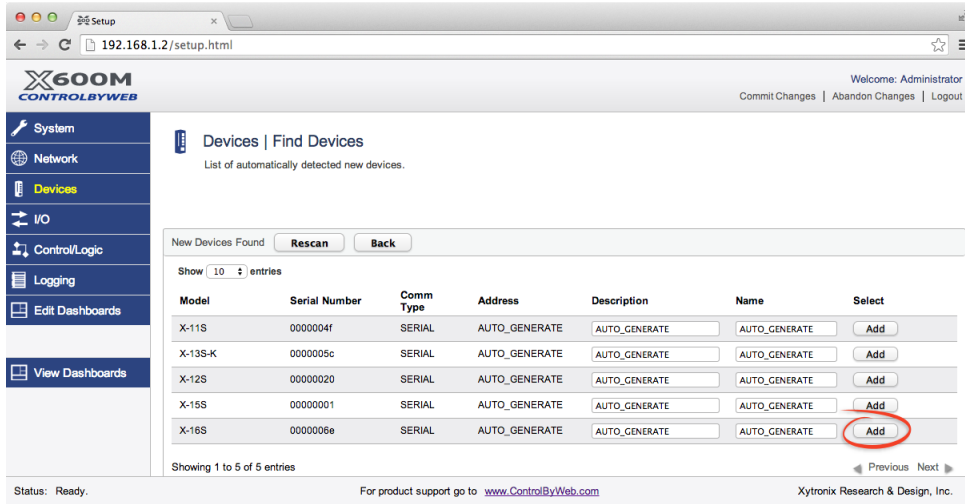 Setup
192.168.1.2/setup.html
X600M
CONTROLBYWEB
Welcome: Administrator
Commit Changes | Abandon Changes | Logout
System
Network
Devices
I/O
Control/Logic
Logging
Edit Dashboards
View Dashboards
Devices | Find Devices
List of automatically detected new devices.
New Devices Found Rescan Back
Show 10 entries
Model Serial Number Comm Type Address Description Name Select
X-11S 0000004f SERIAL AUTO_GENERATE AUTO_GENERATE AUTO_GENERATE Add
X-13S-K 0000005c SERIAL AUTO_GENERATE AUTO_GENERATE AUTO_GENERATE Add
X-12S 00000020 SERIAL AUTO_GENERATE AUTO_GENERATE AUTO_GENERATE Add
X-15S 00000001 SERIAL AUTO_GENERATE AUTO_GENERATE AUTO_GENERATE Add
X-16S 0000006e SERIAL AUTO_GENERATE AUTO_GENERATE AUTO_GENERATE Add
Showing 1 to 5 of 5 entries
Previous Next
Status: Ready.
For product support go to www.ControlByWeb.com
Xytronix Research & Design, Inc.